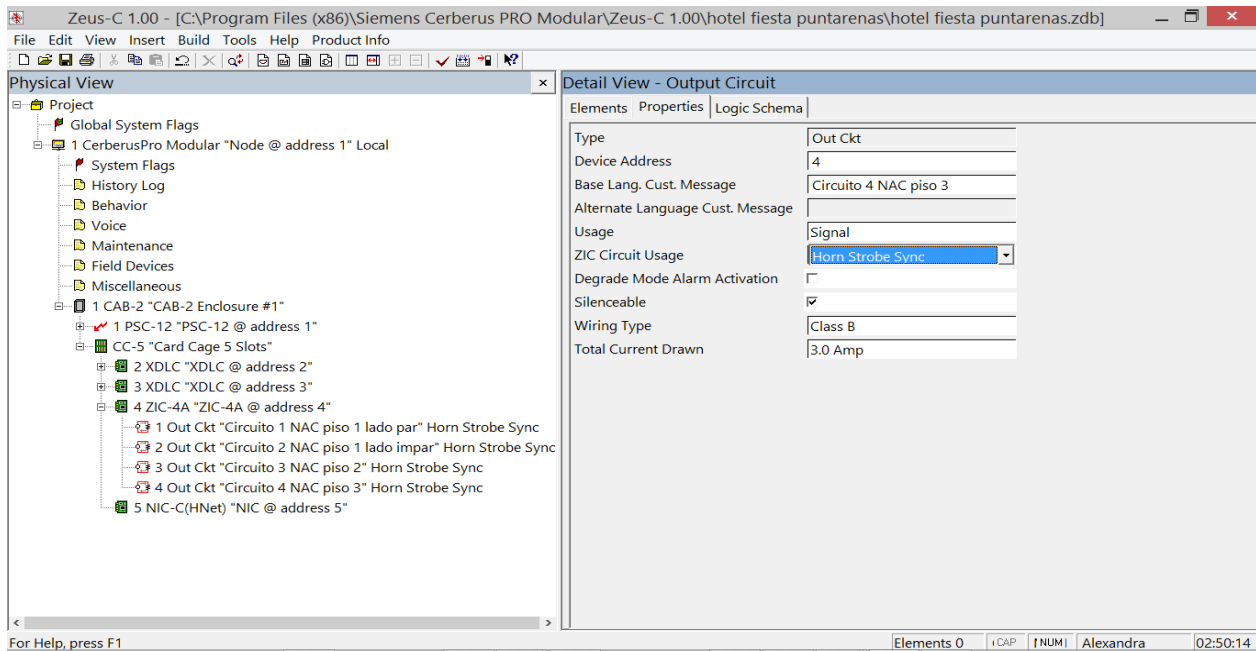 Zeus-C 1.00 - [C:\Program Files (x86)\Siemens Cerberus PRO Modular\Zeus-C 1.00\hotel fiesta puntarenas\hotel fiesta puntarenas.zdb]
File Edit View Insert Build Tools Help Product Info
Physical View
Project
Global System Flags
1 CerberusPro Modular "Node @ address 1" Local
System Flags
History Log
Behavior
Voice
Maintenance
Field Devices
Miscellaneous
1 CAB-2 "CAB-2 Enclosure #1"
1 PSC-12 "PSC-12 @ address 1"
CC-5 "Card Cage 5 Slots"
2 XDLC "XDLC @ address 2"
3 XDLC "XDLC @ address 3"
4 ZIC-4A "ZIC-4A @ address 4"
1 Out Ckt "Circuito 1 NAC piso 1 lado par" Horn Strobe Sync
2 Out Ckt "Circuito 2 NAC piso 1 lado impar" Horn Strobe Sync
3 Out Ckt "Circuito 3 NAC piso 2" Horn Strobe Sync
4 Out Ckt "Circuito 4 NAC piso 3" Horn Strobe Sync
5 NIC-C(HNet) "NIC @ address 5"
Detail View - Output Circuit
Elements Properties Logic Schema
Type Out Ckt
Device Address 4
Base Lang. Cust. Message Circuito 4 NAC piso 3
Alternate Language Cust. Message
Usage Signal
ZIC Circuit Usage Horn Strobe Sync
Degrade Mode Alarm Activation
Silenceable
Wiring Type Class B
Total Current Drawn 3.0 Amp
For Help, press F1 Elements 0 CAP NUM Alexandra 02:50:14